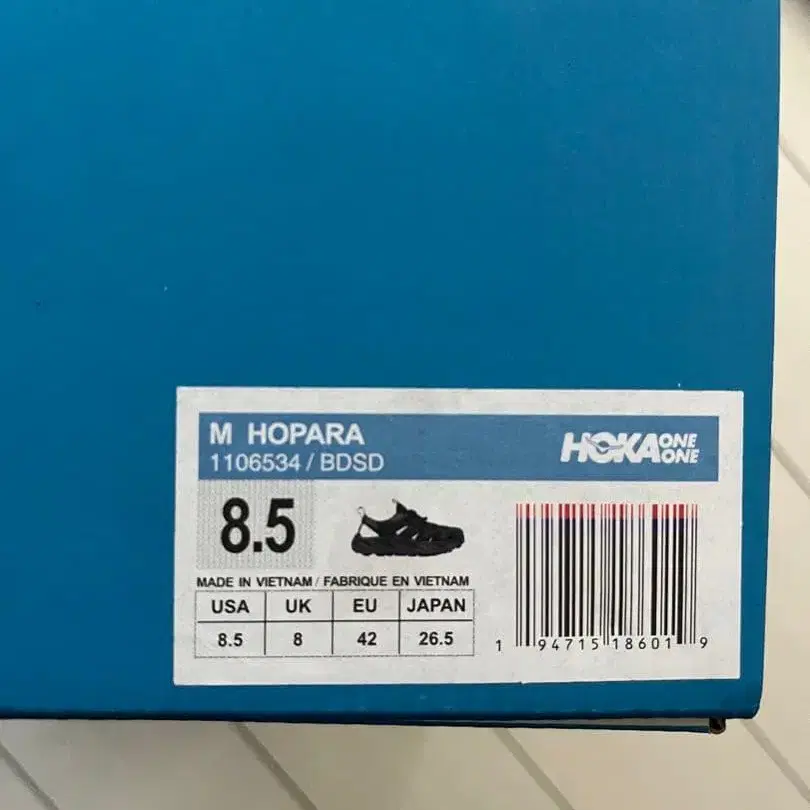 M HOPARA
1106534 / BDSD
HOKA ONE ONE
8.5
MADE IN VIETNAM / FABRIQUE EN VIETNAM
USA UK EU JAPAN
8.5 8 42 26.5
1 94715 18601 9